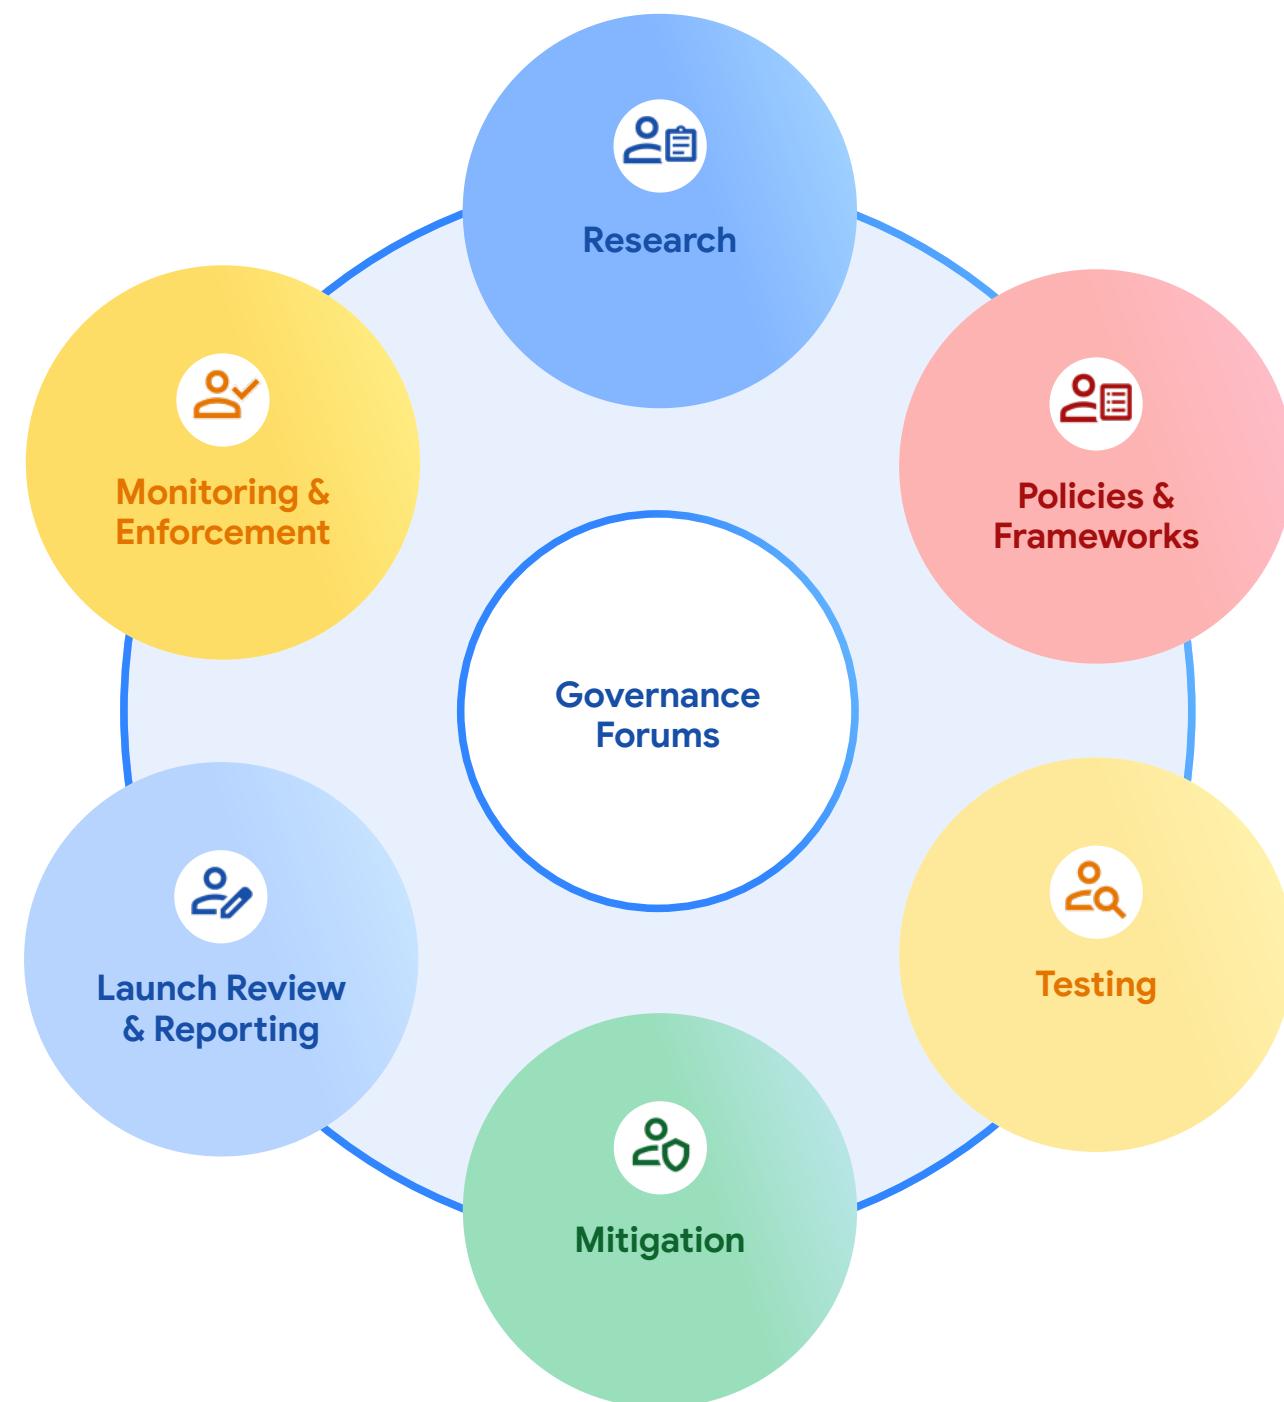 Research
Policies &
Frameworks
Testing
Mitigation
Launch Review
& Reporting
Monitoring &
Enforcement
Governance
Forums